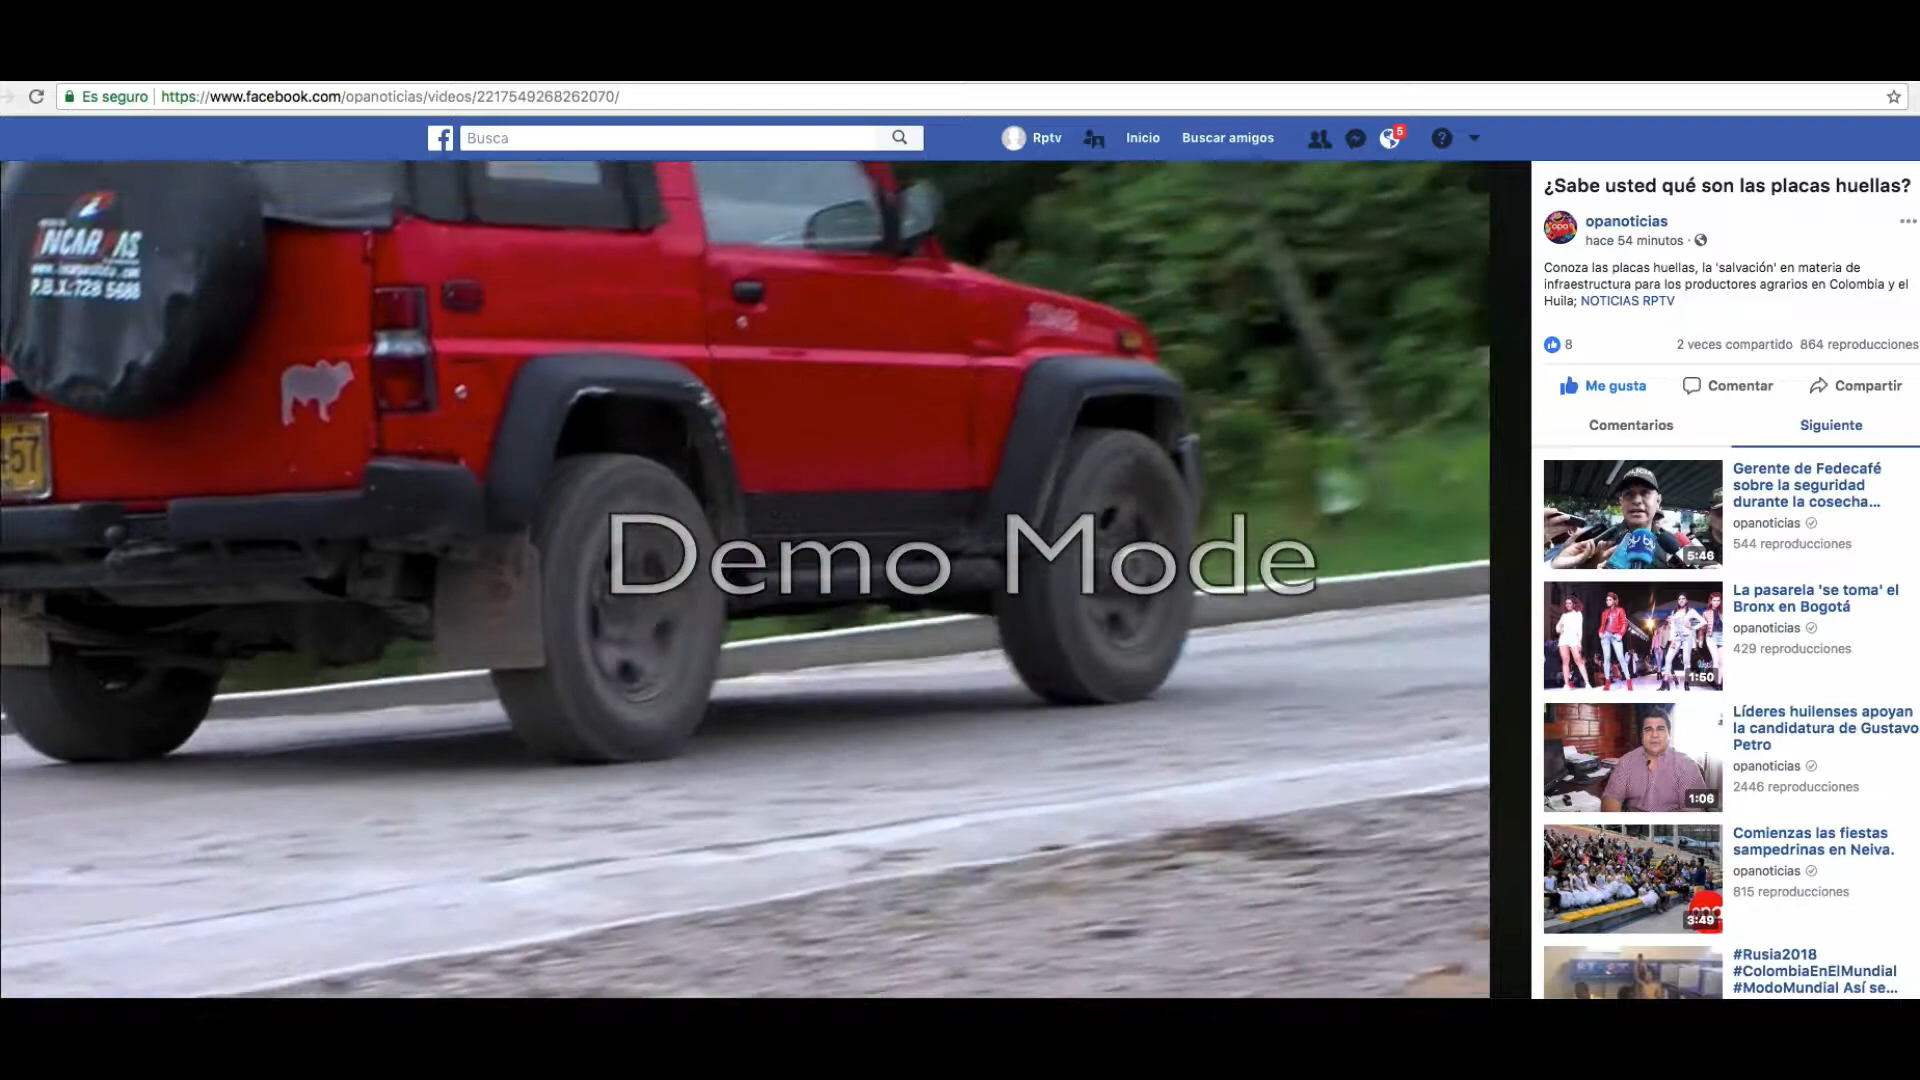 Es seguro https://www.facebook.com/opanoticias/videos/2217549268262070/
Busca
Rptv
Inicio
Buscar amigos
5
?
P.B.X.:728 5686
457
Demo Mode
¿Sabe usted qué son las placas huellas?
opanoticias
hace 54 minutos
Conoza las placas huellas, la 'salvación' en materia de
infraestructura para los productores agrarios en Colombia y el
Huila; NOTICIAS RPTV
8
2 veces compartido 864 reproducciones
Me gusta
Comentar
Compartir
Comentarios
Siguiente
POLICIA
5:46
Gerente de Fedecafé
sobre la seguridad
durante la cosecha...
opanoticias
544 reproducciones
1:50
La pasarela 'se toma' el
Bronx en Bogotá
opanoticias
429 reproducciones
1:06
Líderes huilenses apoyan
la candidatura de Gustavo
Petro
opanoticias
2446 reproducciones
3:49
Comienzas las fiestas
sampedrinas en Neiva.
opanoticias
815 reproducciones
#Rusia2018
#ColombiaEnElMundial
#ModoMundial Así se...